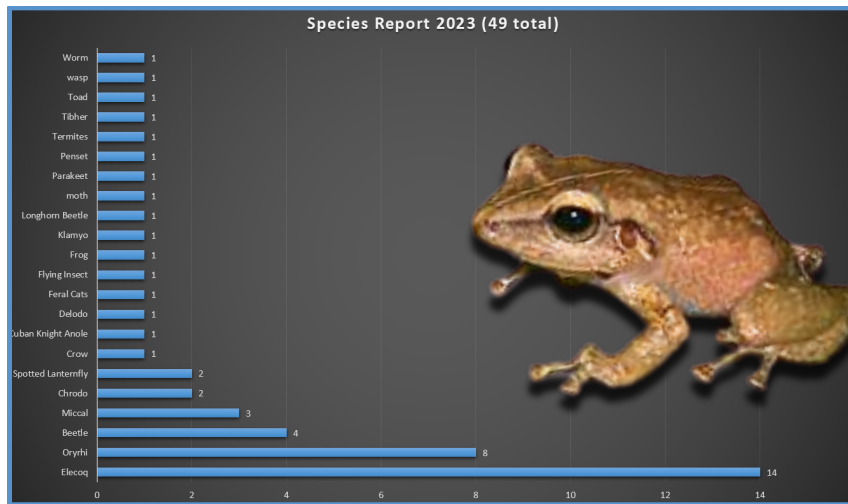 Species Report 2023 (49 total)
Worm 1
wasp 1
Toad 1
Tibher 1
Termites 1
Penset 1
Parakeet 1
moth 1
Longhorn Beetle 1
Klamyo 1
Frog 1
Flying Insect 1
Feral Cats 1
Delodo 1
Cuban Knight Anole 1
Crow 1
Spotted Lanternfly 2
Chrodo 2
Miccal 3
Beetle 4
Oryrhi 8
Elecoq 14
0 2 4 6 8 10 12 14